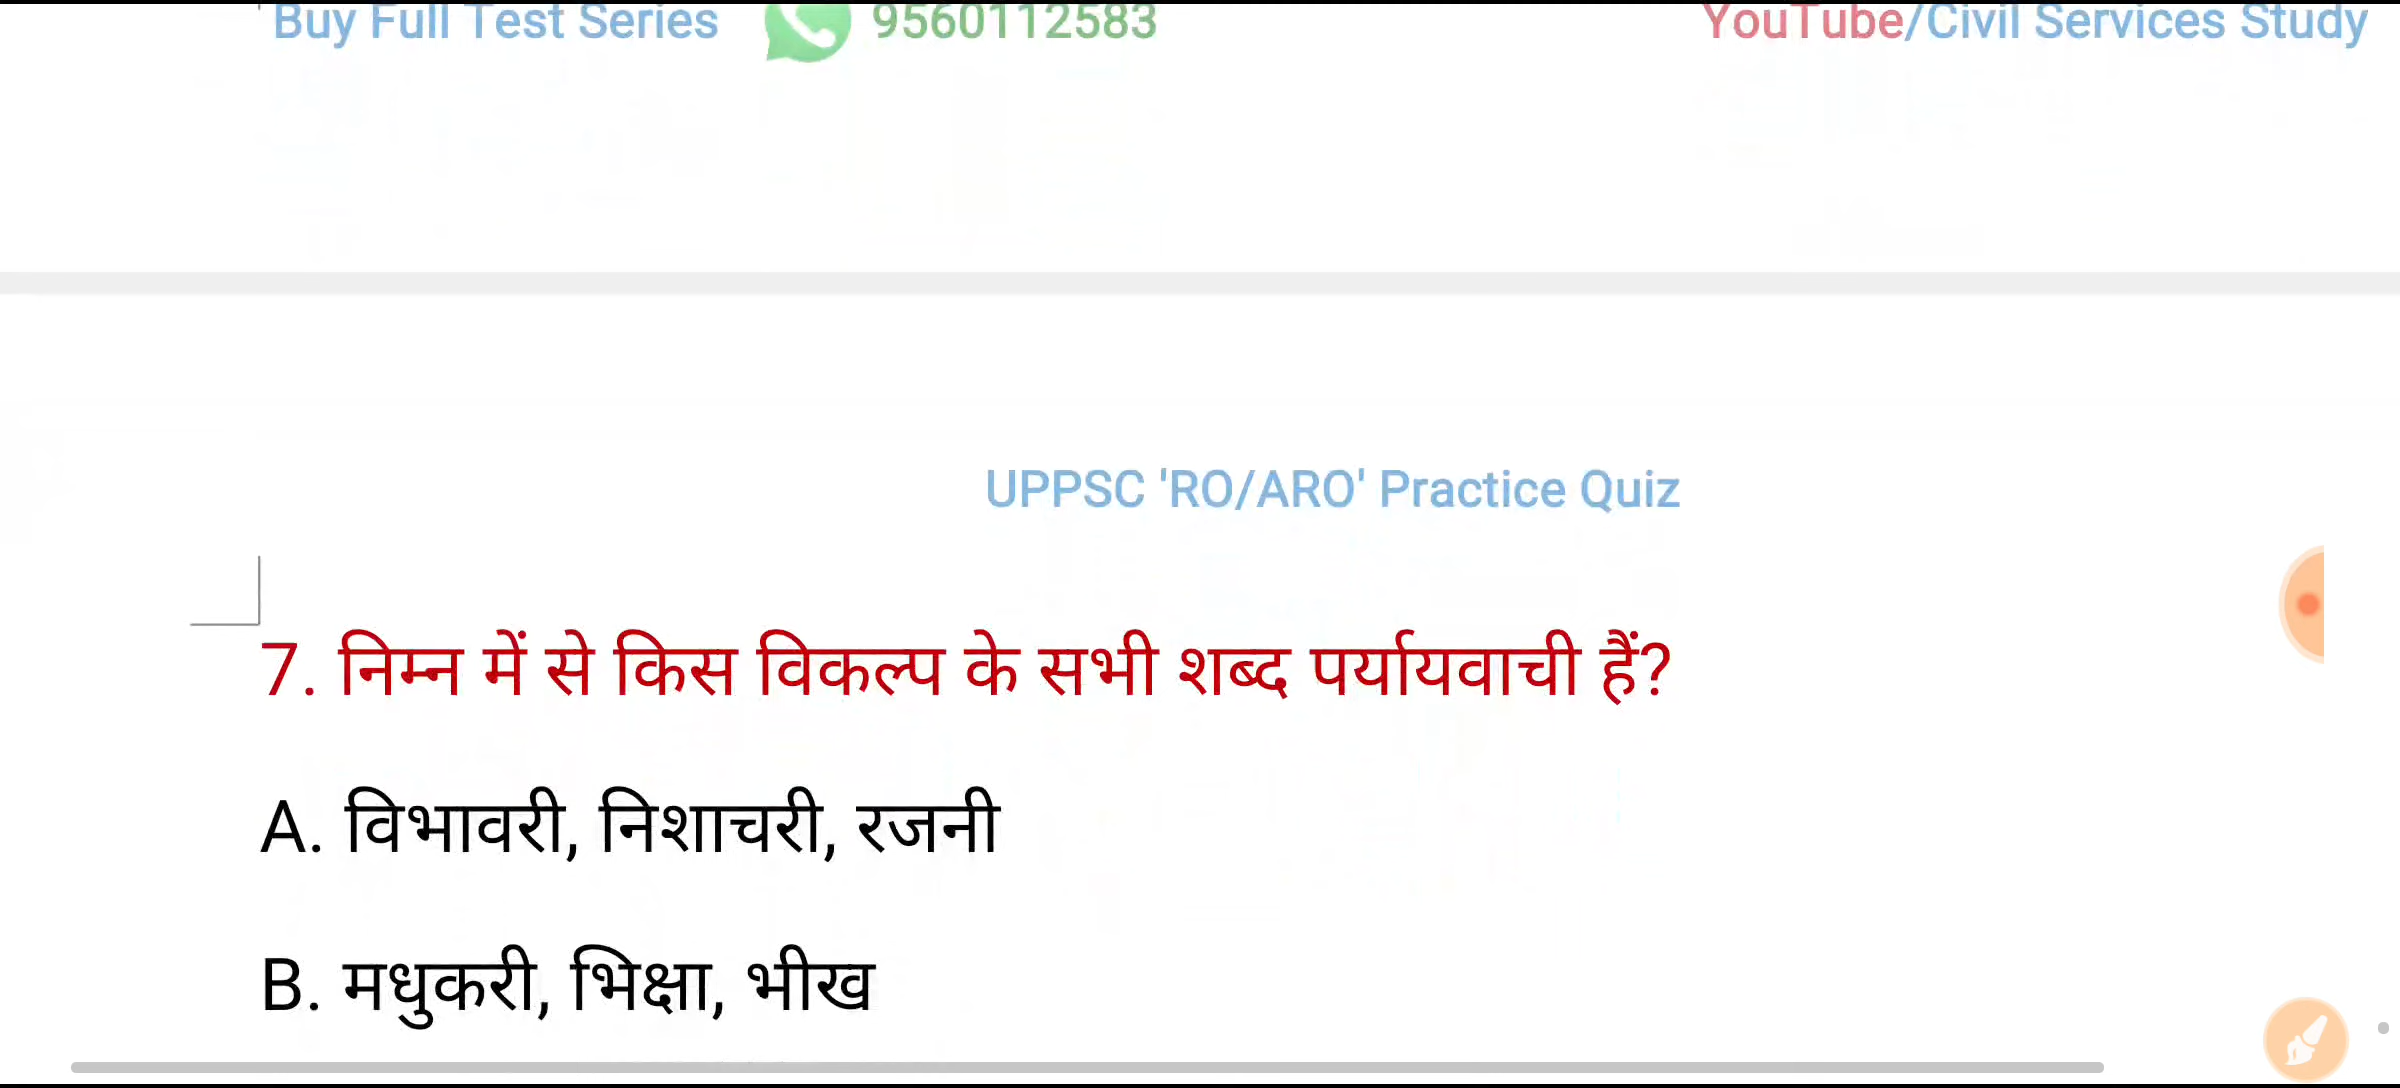 Buy Full Test Series 9560112583 YouTube/Civil Services Study
UPPSC 'RO/ARO' Practice Quiz
7. निम्न में से किस विकल्प के सभी शब्द पर्यायवाची हैं?
A. विभावरी, निशाचरी, रजनी
B. मधुकरी, भिक्षा, भीख